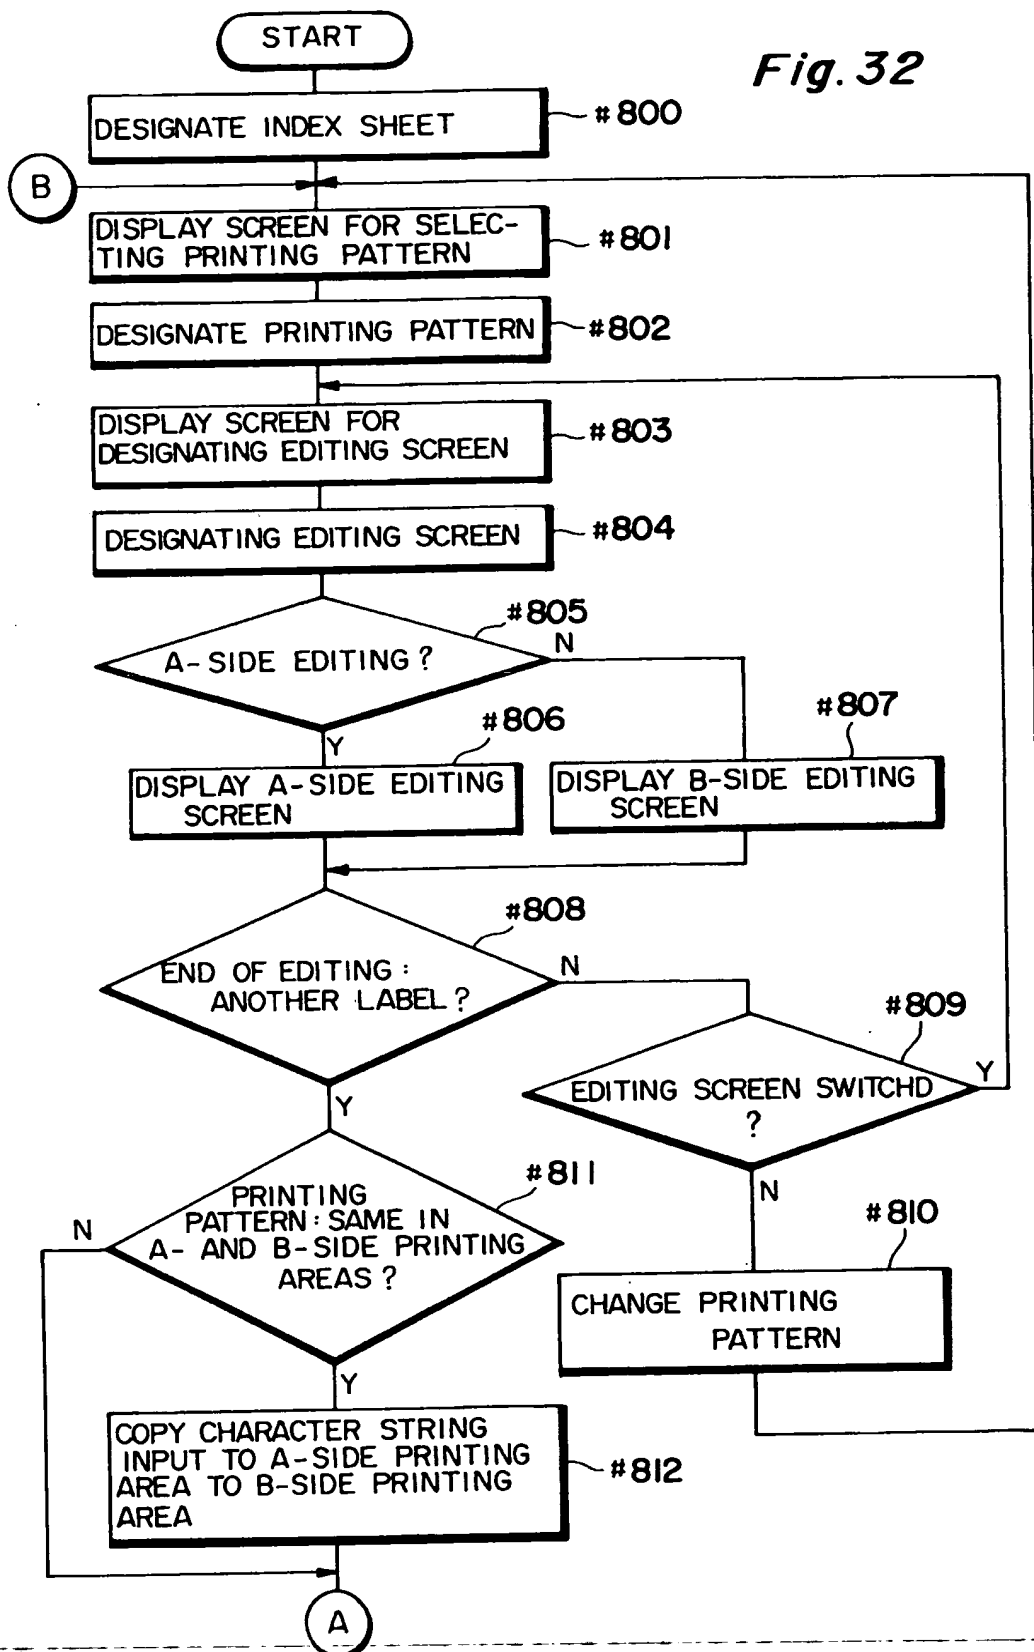 START
Fig. 32
DESIGNATE INDEX SHEET
#800
B
DISPLAY SCREEN FOR SELEC-
TING PRINTING PATTERN
#801
DESIGNATE PRINTING PATTERN
#802
DISPLAY SCREEN FOR
DESIGNATING EDITING SCREEN
#803
DESIGNATING EDITING SCREEN
#804
#805
A-SIDE EDITING?
N
Y
#806
DISPLAY A-SIDE EDITING
SCREEN
#807
DISPLAY B-SIDE EDITING
SCREEN
#808
END OF EDITING:
ANOTHER LABEL?
N
Y
#809
EDITING SCREEN SWITCHD
?
Y
N
#810
CHANGE PRINTING
PATTERN
#811
PRINTING
PATTERN: SAME IN
A- AND B-SIDE PRINTING
AREAS?
N
Y
COPY CHARACTER STRING
INPUT TO A-SIDE PRINTING
AREA TO B-SIDE PRINTING
AREA
#812
A